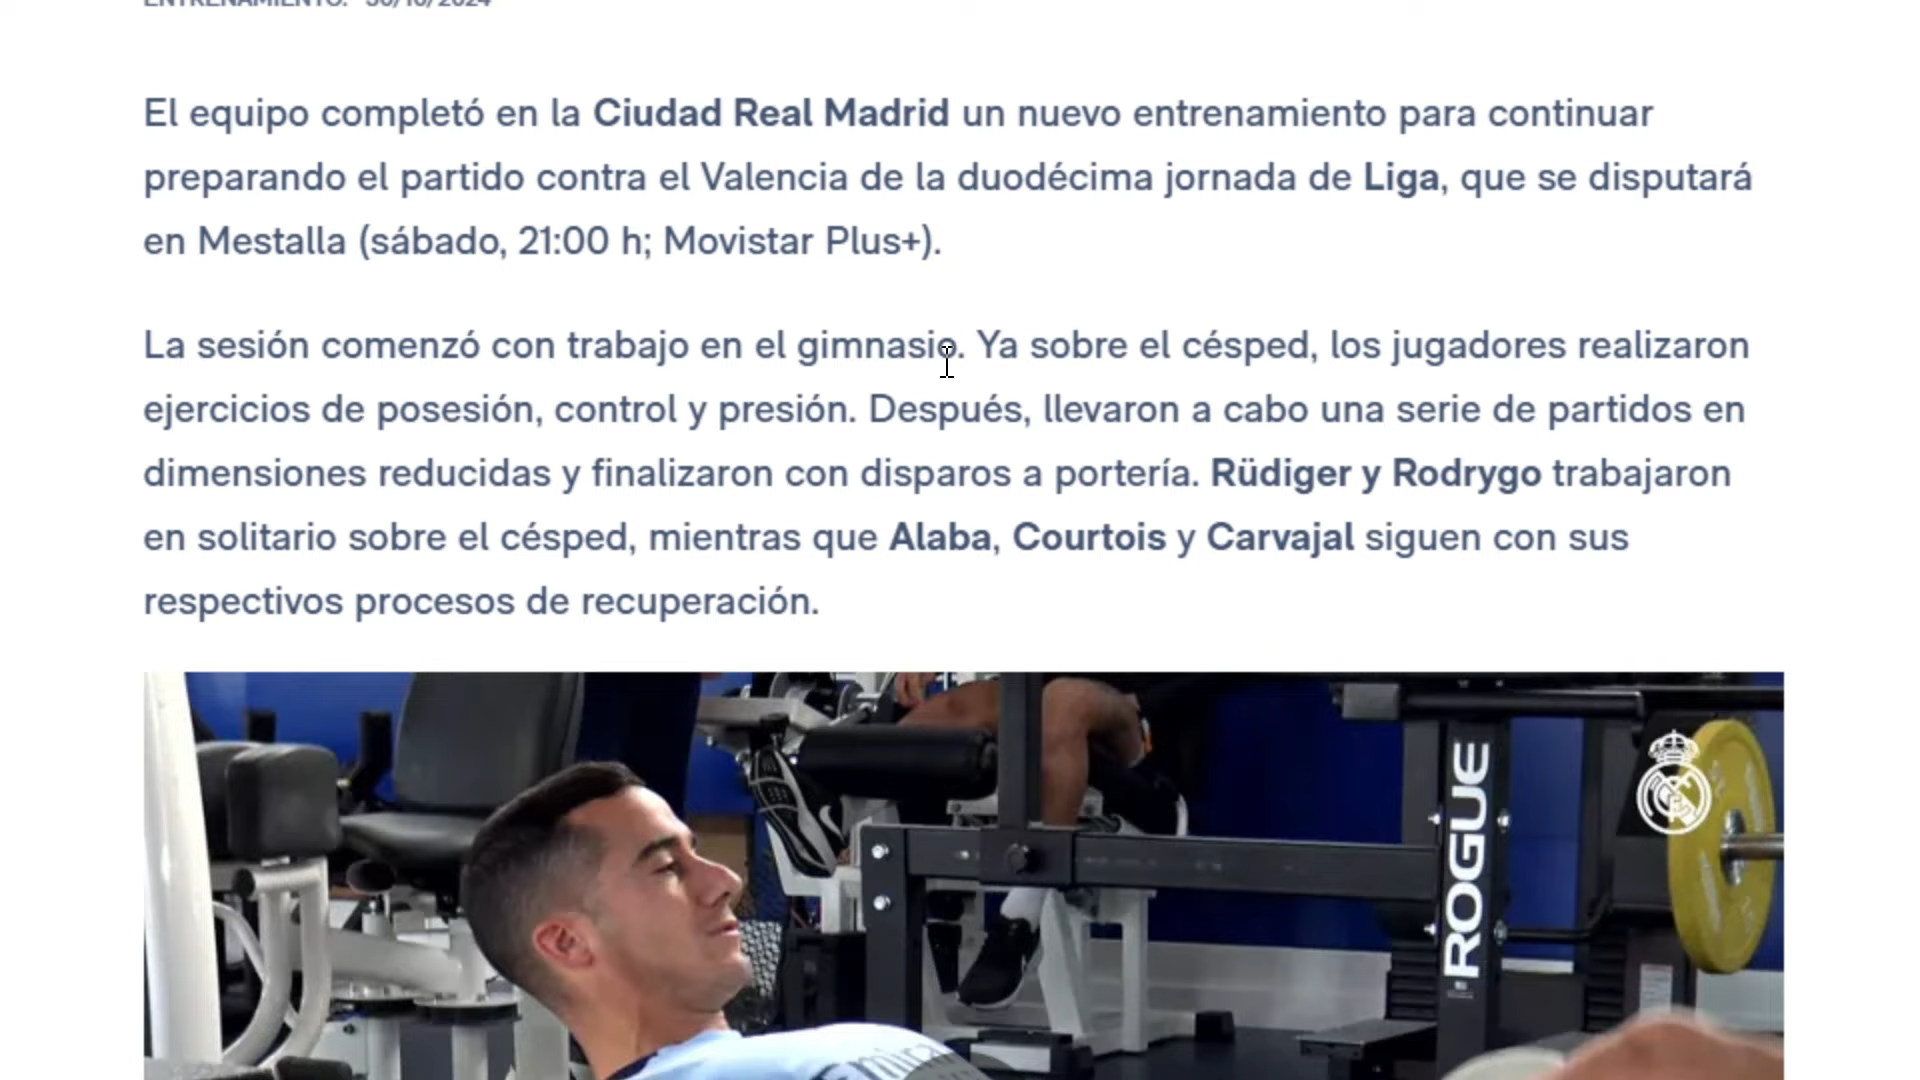 ENTRENAMIENTO. 30/10/2024
El equipo completó en la Ciudad Real Madrid un nuevo entrenamiento para continuar
preparando el partido contra el Valencia de la duodécima jornada de Liga, que se disputará
en Mestalla (sábado, 21:00 h; Movistar Plus+).
La sesión comenzó con trabajo en el gimnasio. Ya sobre el césped, los jugadores realizaron
ejercicios de posesión, control y presión. Después, llevaron a cabo una serie de partidos en
dimensiones reducidas y finalizaron con disparos a portería. Rüdiger y Rodrygo trabajaron
en solitario sobre el césped, mientras que Alaba, Courtois y Carvajal siguen con sus
respectivos procesos de recuperación.
ROGUE